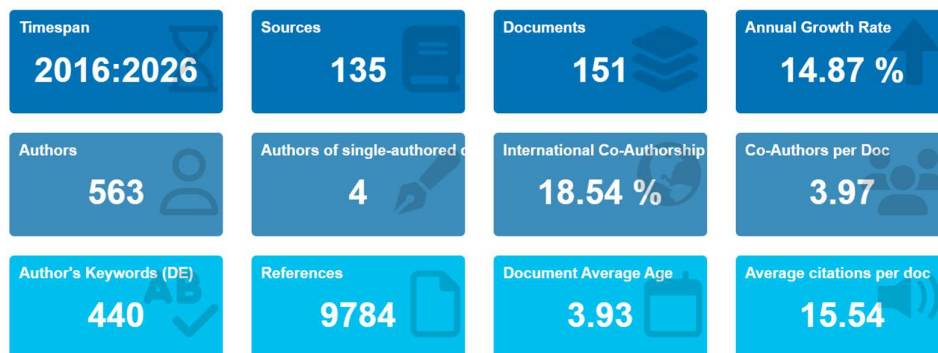 Timespan
2016:2026
Sources
135
Documents
151
Annual Growth Rate
14.87 %
Authors
563
Authors of single-authored
4
International Co-Authorship
18.54 %
Co-Authors per Doc
3.97
Author's Keywords (DE)
440
References
9784
Document Average Age
3.93
Average citations per doc
15.54